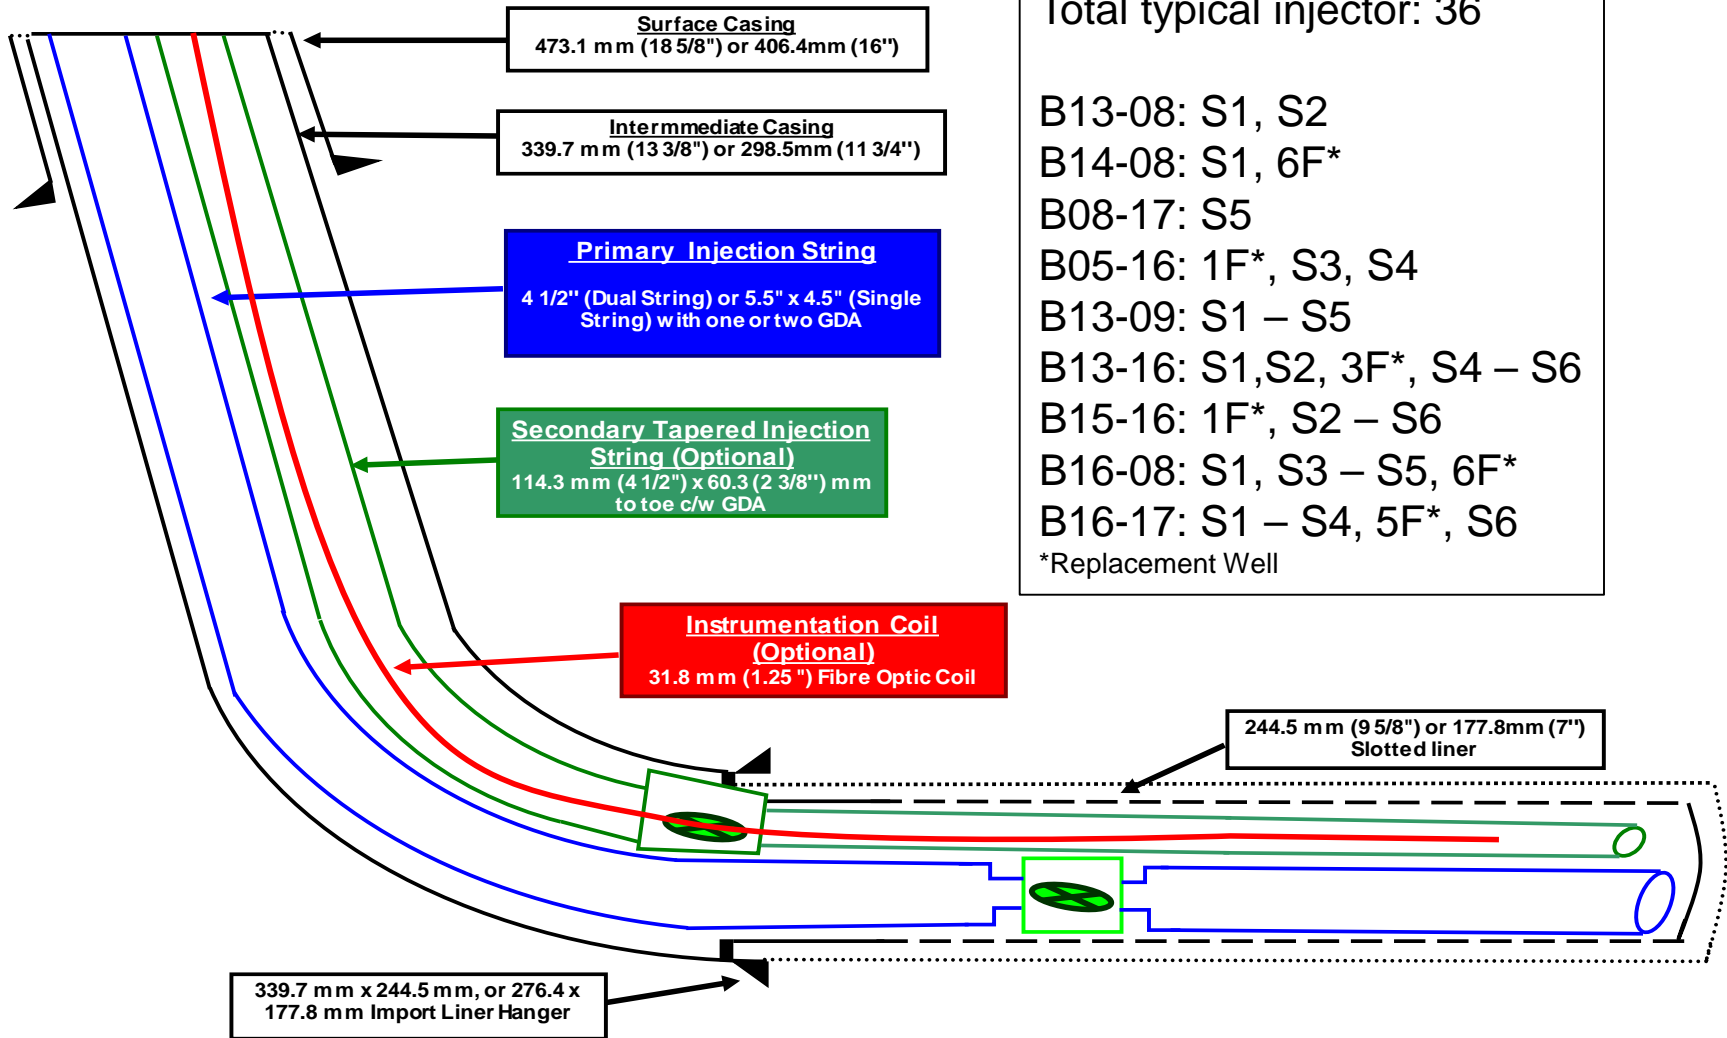 Total typical injector: 36
Surface Casing
473.1 mm (18 5/8") or 406.4mm (16'')
Intermmediate Casing
339.7 mm (13 3/8") or 298.5mm (11 3/4'')
Primary Injection String
4 1/2'' (Dual String) or 5.5" x 4.5" (Single
String) with one or two GDA
Secondary Tapered Injection
String (Optional)
114.3 mm (4 1/2") x 60.3 (2 3/8'') mm
to toe c/w GDA
Instrumentation Coil
(Optional)
31.8 mm (1.25 ") Fibre Optic Coil
B13-08: S1, S2
B14-08: S1, 6F*
B08-17: S5
B05-16: 1F*, S3, S4
B13-09: S1 – S5
B13-16: S1,S2, 3F*, S4 – S6
B15-16: 1F*, S2 – S6
B16-08: S1, S3 – S5, 6F*
B16-17: S1 – S4, 5F*, S6
*Replacement Well
244.5 mm (9 5/8") or 177.8mm (7'')
Slotted liner
339.7 mm x 244.5 mm, or 276.4 x
177.8 mm Import Liner Hanger